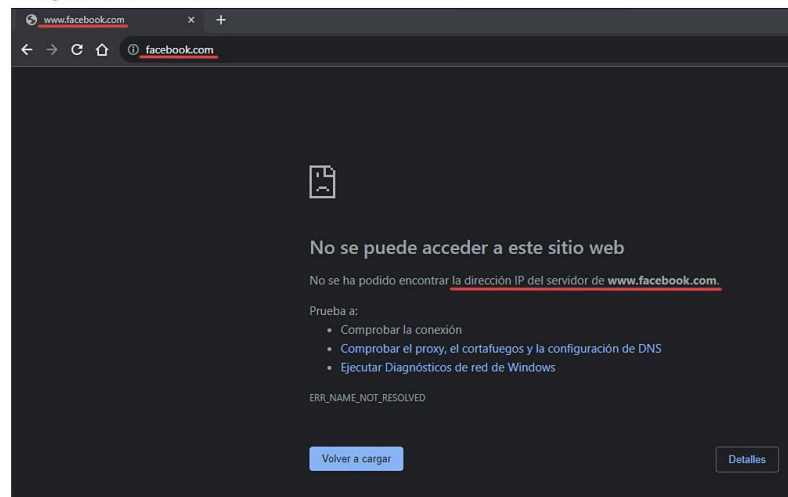 www.facebook.com
facebook.com
No se puede acceder a este sitio web
No se ha podido encontrar la dirección IP del servidor de www.facebook.com.
Prueba a:
Comprobar la conexión
Comprobar el proxy, el cortafuegos y la configuración de DNS
Ejecutar Diagnósticos de red de Windows
ERR_NAME_NOT_RESOLVED
Volver a cargar
Detalles